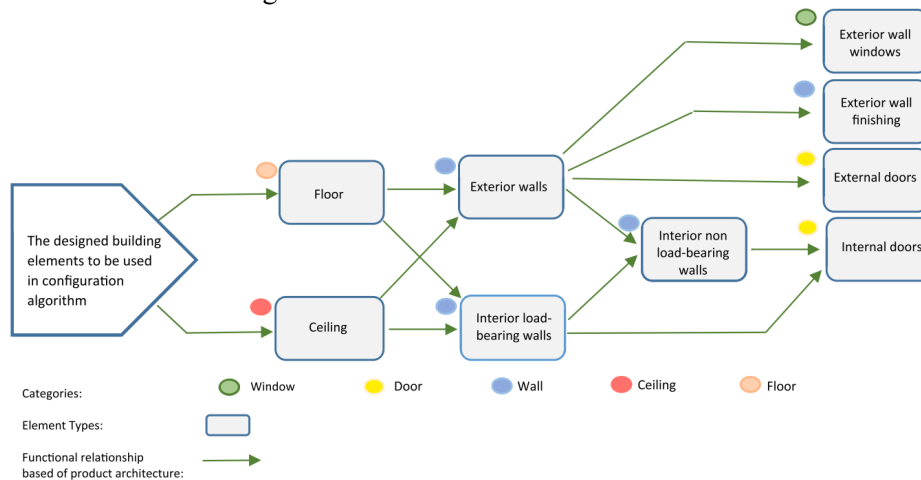 Exterior wall
windows
Exterior wall
finishing
Floor
Exterior walls
External doors
The designed building
elements to be used
in configuration
algorithm
Interior non
load-bearing
walls
Internal doors
Ceiling
Interior load-
bearing walls
Categories:
Window
Door
Wall
Ceiling
Floor
Element Types:
Functional relationship
based of product architecture: